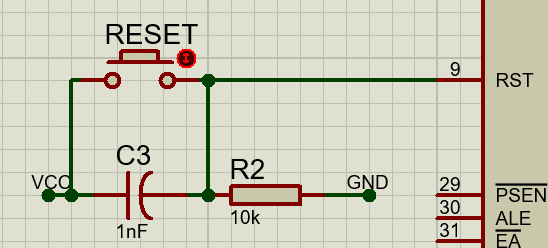 RESET
9
RST
C3
VCC
R2
GND
1nF
10k
29
PSEN
30
ALE
31
EA